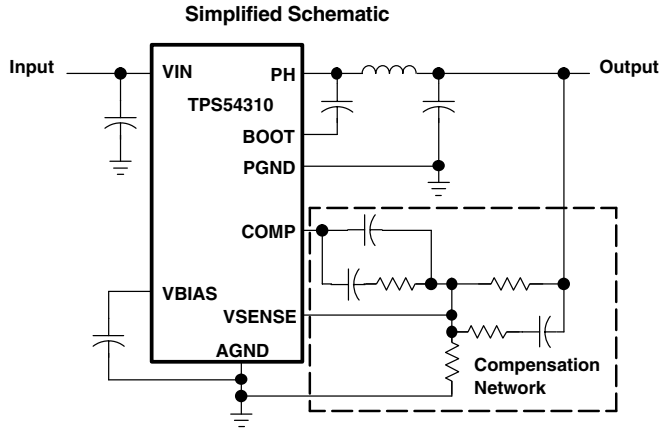 Simplified Schematic
Input
VIN
PH
Output
TPS54310
BOOT
PGND
COMP
VBIAS
VSENSE
AGND
Compensation
Network